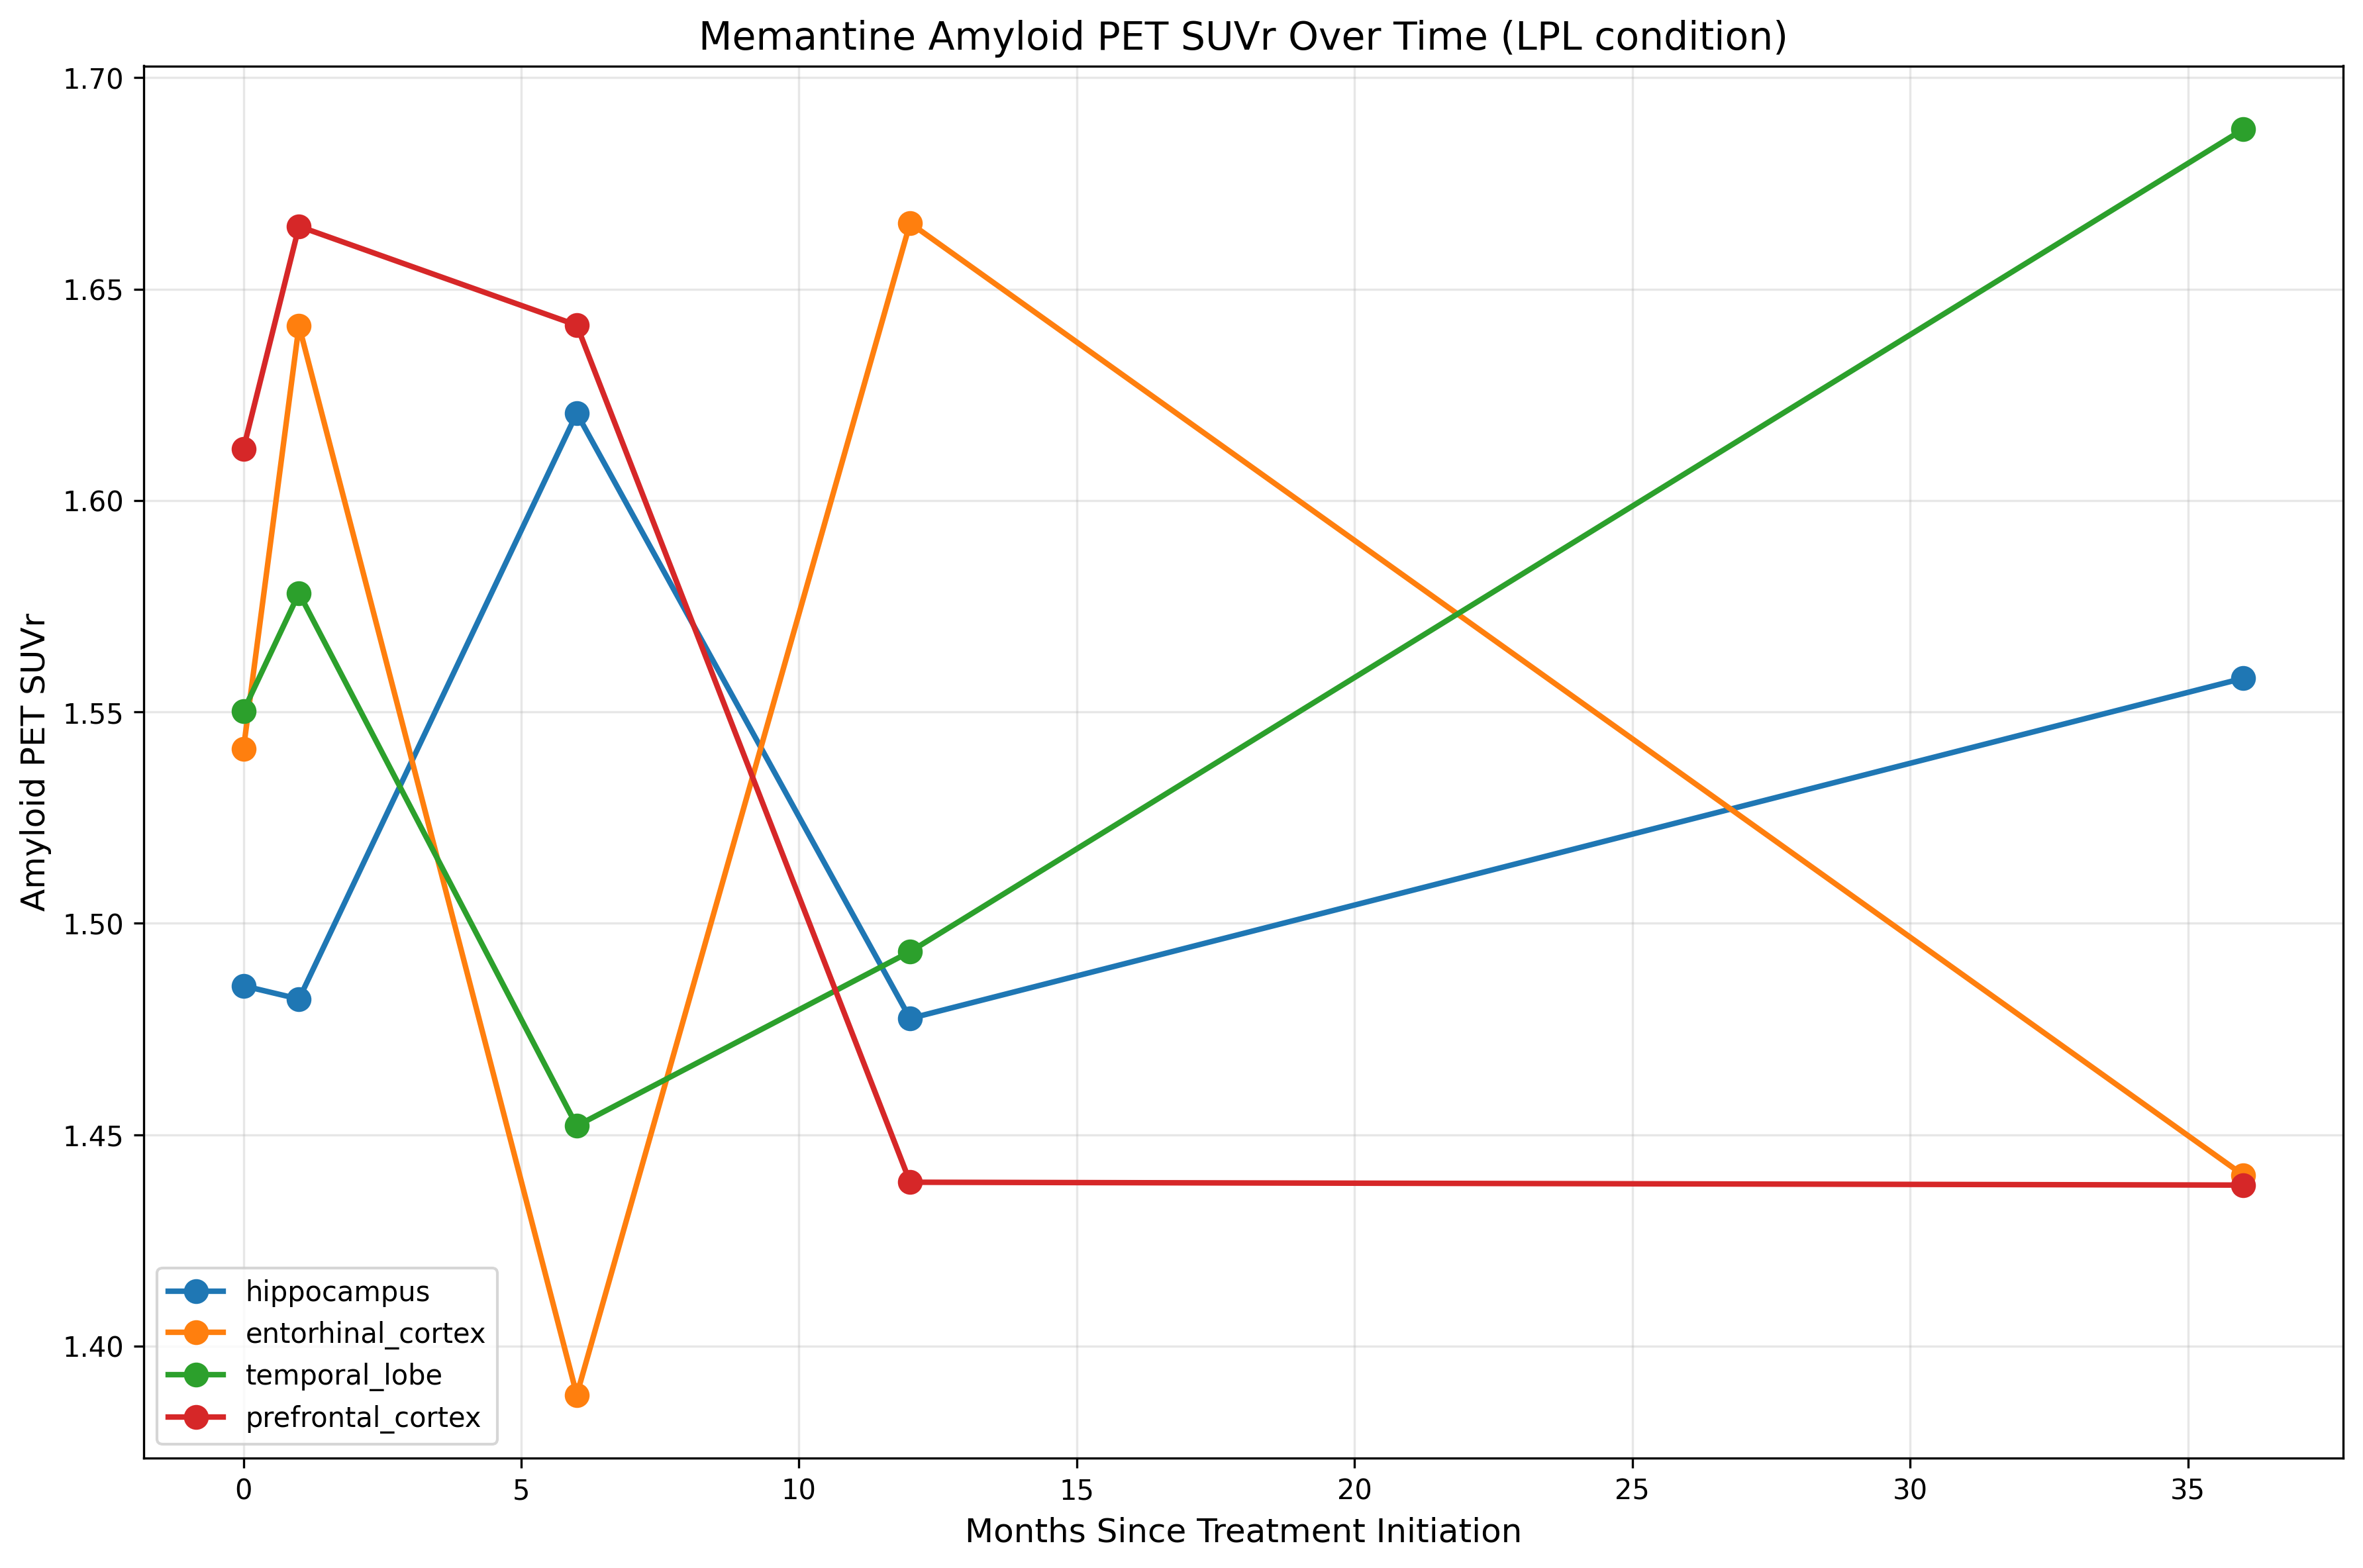 Memantine Amyloid PET SUVr Over Time (LPL condition)
Amyloid PET SUVr
1.70
1.65
1.60
1.55
1.50
1.45
1.40
hippocampus
entorhinal_cortex
temporal_lobe
prefrontal_cortex
0 5 10 15 20 25 30 35
Months Since Treatment Initiation